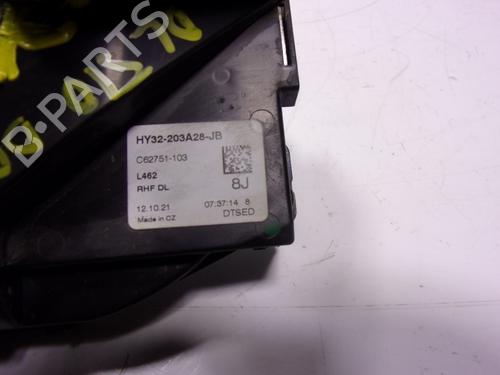 B-PARTS
HY32-203A28-JB
C62751-103
L462
RHF DL
8J
12.10.21 07:37:14 8
Made in CZ DTSED